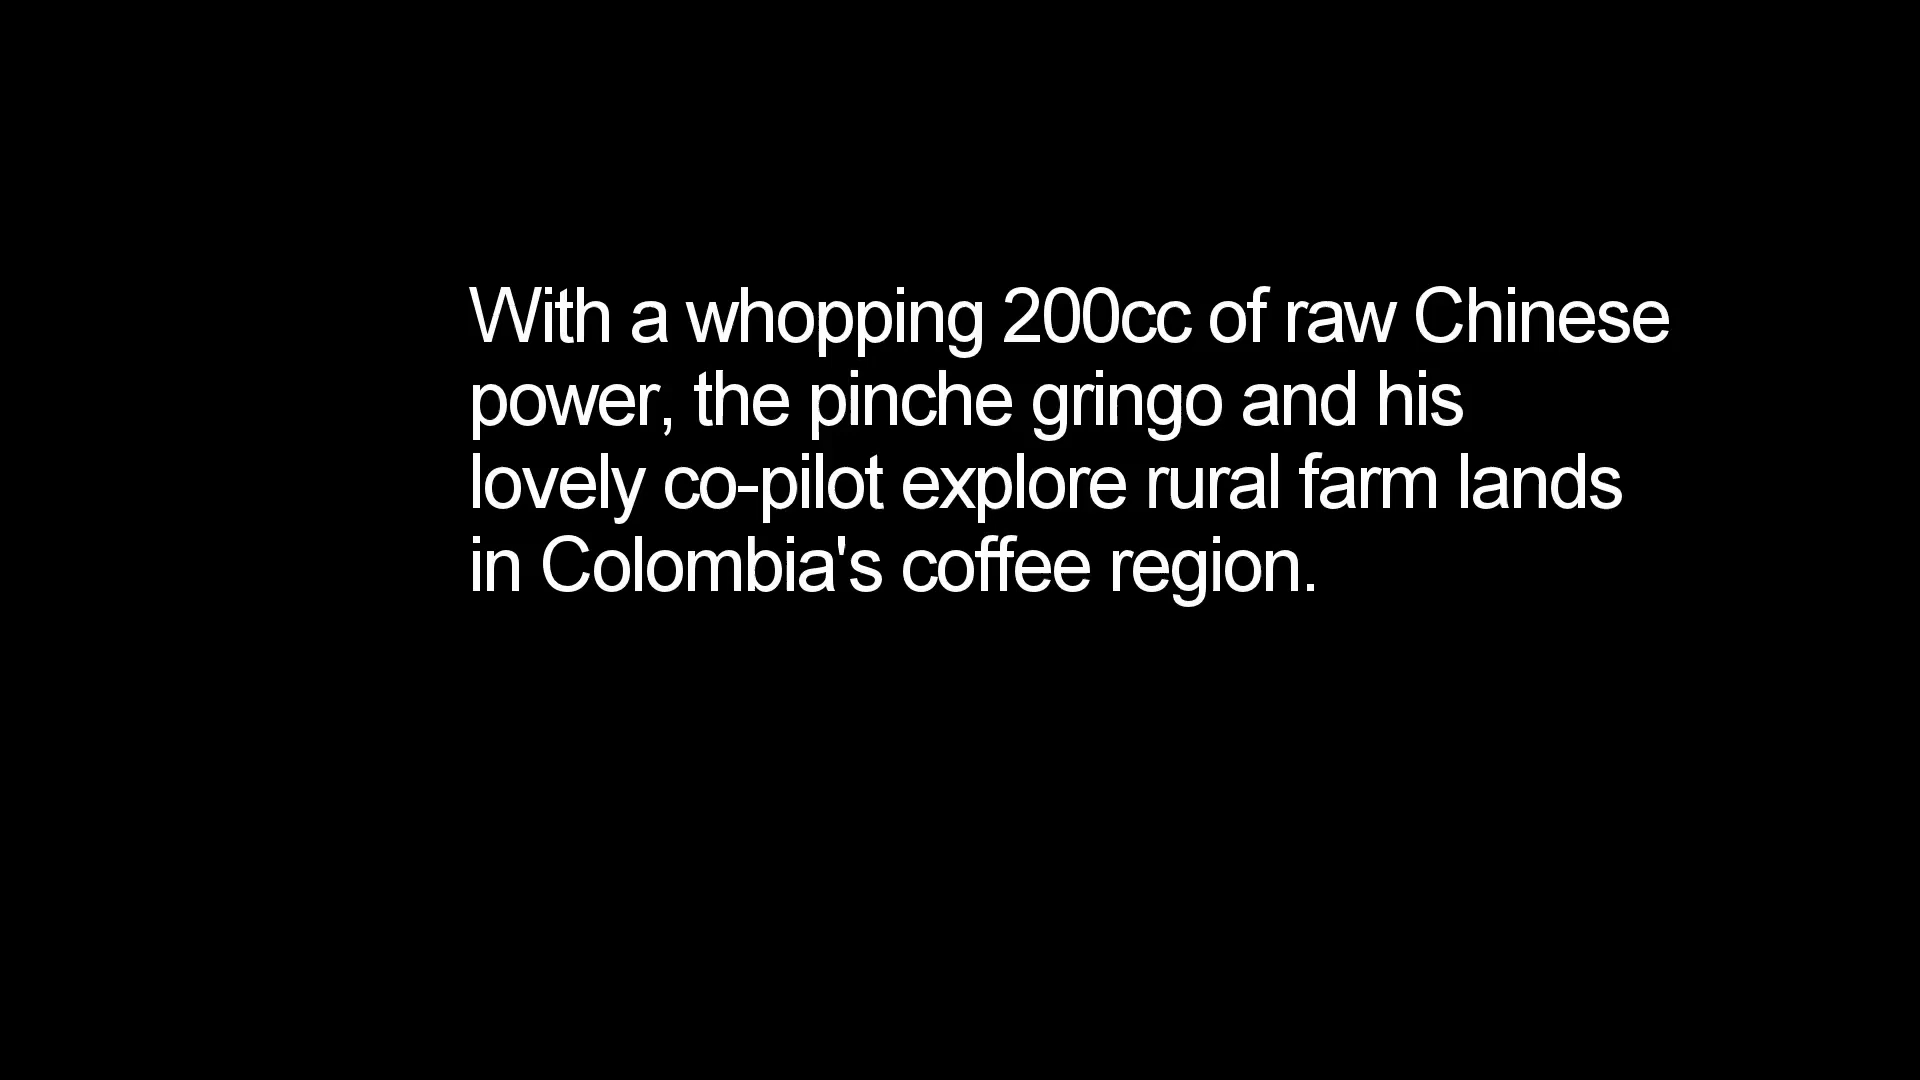 With a whopping 200cc of raw Chinese
power, the pinche gringo and his
lovely co-pilot explore rural farm lands
in Colombia's coffee region.